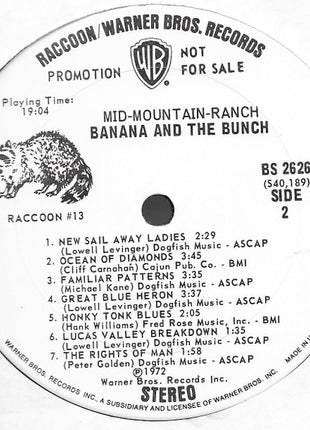 RACCOON/WARNER BROS. RECORDS
PROMOTION
WB
NOT FOR SALE
MID-MOUNTAIN-RANCH
BANANA AND THE BUNCH
Playing Time:
19:04
RACCOON #13
BS 2626
(S40,189)
SIDE
2
1. NEW SAIL AWAY LADIES 2:29
(Lowell Levinger) Dogfish Music - ASCAP
2. OCEAN OF DIAMONDS 3:45
(Cliff Carnahan) Cajun Pub. Co. - BMI
3. FAMILIAR PATTERNS 3:35
(Michael Kane) Dogfish Music - ASCAP
4. GREAT BLUE HERON 3:37
(Lowell Levinger) Dogfish Music - ASCAP
5. HONKY TONK BLUES 2:05
(Hank Williams) Fred Rose Music, Inc. - BMI
6. LUCAS VALLEY BREAKDOWN 1:35
(Lowell Levinger) Dogfish Music - ASCAP
7. THE RIGHTS OF MAN 1:58
(Peter Golden) Dogfish Music - ASCAP
℗1972
Warner Bros. Records Inc.
STEREO
WARNER BROS. RECORDS INC., A SUBSIDIARY AND LICENSEE OF WARNER BROS. INC. MADE IN U